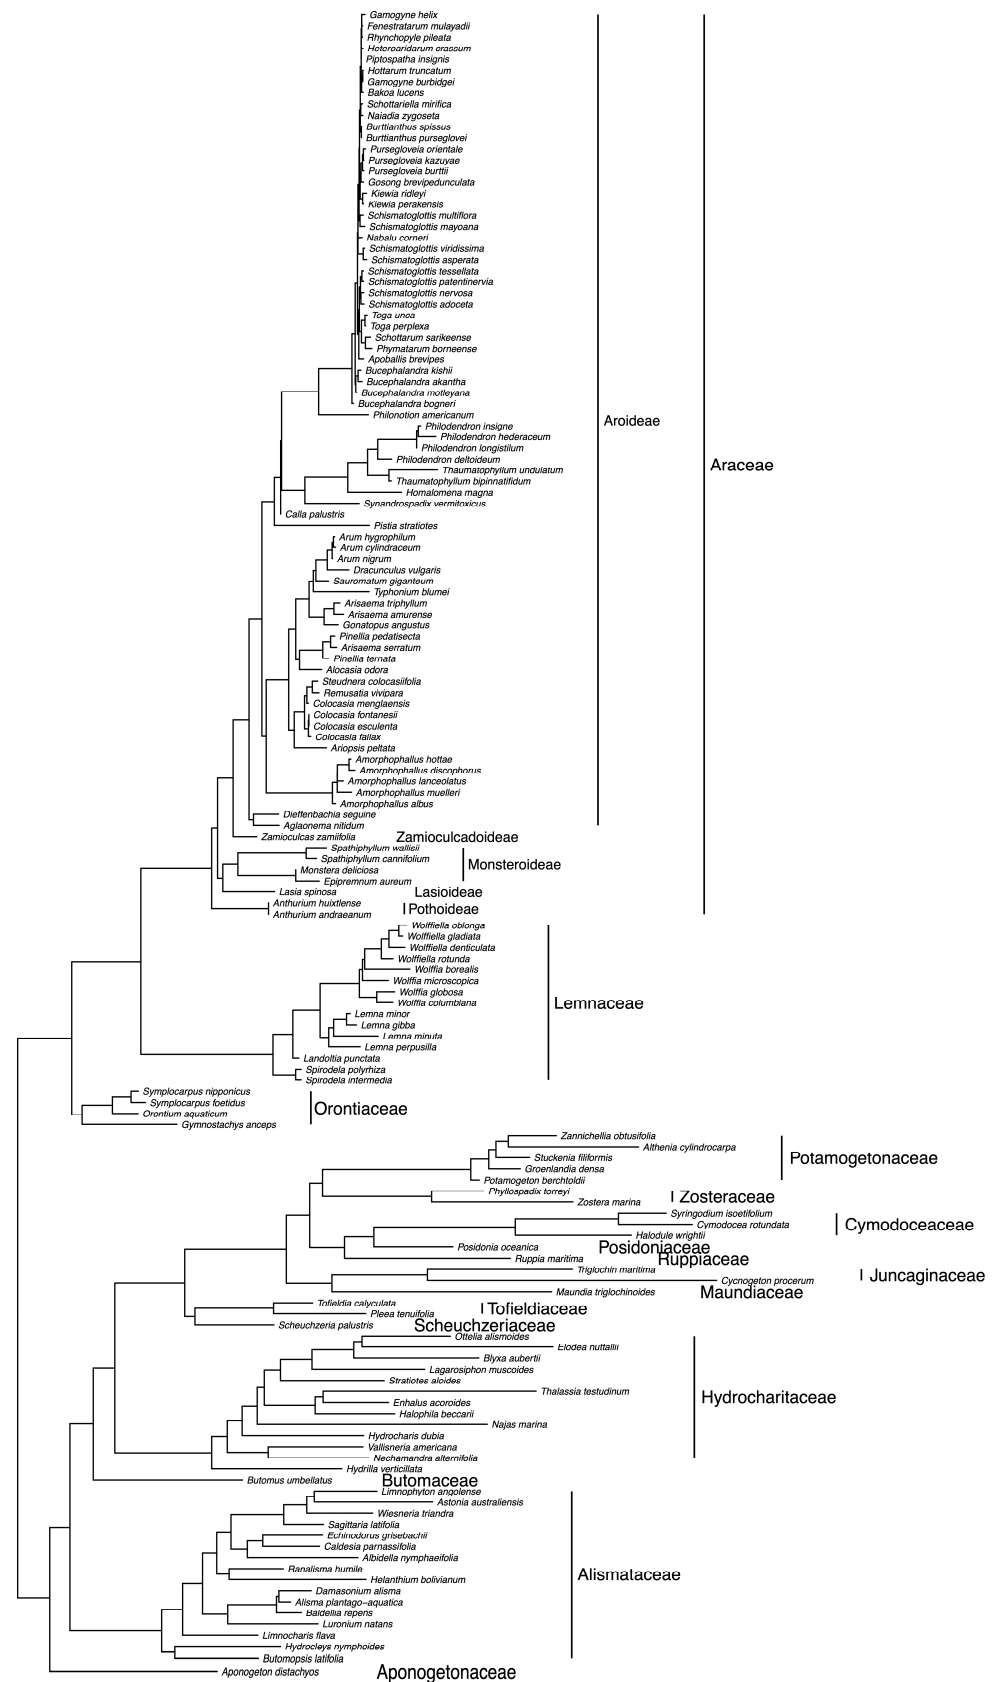 Gamogyne helix
Fenestratarum mulayadii
Rhynchopyle pileata
Heteroaridarum crassum
Piptospatha insignis
Hottarum truncatum
Gamogyne burbidgei
Bakoa lucens
Schottariella mirifica
Naiadia zygoseta
Burttianthus spissus
Burttianthus purseglovei
Pursegloveia orientale
Pursegloveia kazuyae
Pursegloveia burttii
Gosong brevipedunculata
Kiewia ridleyi
Kiewia perakensis
Schismatoglottis multiflora
Schismatoglottis mayoana
Nabalu corneri
Schismatoglottis viridissima
Schismatoglottis asperata
Schismatoglottis tessellata
Schismatoglottis patentinervia
Schismatoglottis nervosa
Schismatoglottis adoceta
Toga unca
Toga perplexa
Schottarum sarikeense
Phymatarum borneense
Apoballis brevipes
Bucephalandra kishii
Bucephalandra akantha
Bucephalandra motleyana
Bucephalandra bogneri
Philonotion americanum
Aroideae
Philodendron insigne
Philodendron hederaceum
Philodendron longistilum
Philodendron deltoideum
Araceae
Thaumatophyllum undulatum
Thaumatophyllum bipinnatifidum
Homalomena magna
Synandrospadix vermitoxicus
Calla palustris
Pistia stratiotes
Arum hygrophilum
Arum cylindraceum
Arum nigrum
Dracunculus vulgaris
Sauromatum giganteum
Typhonium blumei
Arisaema triphyllum
Arisaema amurense
Gonatopus angustus
Pinellia pedatisecta
Arisaema serratum
Pinellia ternata
Alocasia odora
Steudnera colocasiifolia
Remusatia vivipara
Colocasia menglaensis
Colocasia fontanesii
Colocasia esculenta
Colocasia fallax
Ariopsis peltata
Amorphophallus hottae
Amorphophallus discophorus
Amorphophallus lanceolatus
Amorphophallus muelleri
Amorphophallus albus
Dieffenbachia seguine
Aglaonema nitidum
Zamioculcas zamiifolia Zamioculcadoideae
Spathiphyllum wallisii
Spathiphyllum cannifolium
Monsteroideae
Monstera deliciosa
Epipremnum aureum
Lasia spinosa Lasioideae
Anthurium huixtlense
Pothoideae
Anthurium andraeanum
Wolffiella oblonga
Wolffiella gladiata
Wolffiella denticulata
Wolffiella rotunda
Wolffia borealis
Wolffia microscopica
Wolffia globosa
Wolffia columbiana
Lemnaceae
Lemna minor
Lemna gibba
Lemna minuta
Lemna perpusilla
Landoltia punctata
Spirodela polyrhiza
Spirodela intermedia
Symplocarpus nipponicus
Symplocarpus foetidus
Orontiaceae
Orontium aquaticum
Gymnostachys anceps
Zannichellia obtusifolia
Althenia cylindrocarpa
Stuckenia filiformis
Potamogetonaceae
Groenlandia densa
Potamogeton berchtoldii
Phyllospadix torreyi
Zosteraceae
Zostera marina
Syringodium isoetifolium
Cymodocea rotundata
Cymodoceaceae
Halodule wrightii
Posidonia oceanica Posidoniaceae
Ruppia maritima Ruppiaceae
Triglochin maritima
Juncaginaceae
Cycnogeton procerum
Maundia triglochinoides Maundiaceae
Tofieldia calyculata
Tofieldiaceae
Pleea tenuifolia
Scheuchzeria palustris Scheuchzeriaceae
Ottelia alismoides
Elodea nuttallii
Blyxa aubertii
Lagarosiphon muscoides
Stratiotes aloides
Thalassia testudinum
Hydrocharitaceae
Enhalus acoroides
Halophila beccarii
Najas marina
Hydrocharis dubia
Vallisneria americana
Nechamandra alternifolia
Hydrilla verticillata
Butomus umbellatus Butomaceae
Limnophyton angolense
Astonia australiensis
Wiesneria triandra
Sagittaria latifolia
Echinodorus grisebachii
Caldesia parnassifolia
Albidella nymphaeifolia
Ranalisma humile
Alismataceae
Helanthium bolivianum
Damasonium alisma
Alisma plantago−aquatica
Baldellia repens
Luronium natans
Limnocharis flava
Hydrocleys nymphoides
Butomopsis latifolia
Aponogeton distachyos Aponogetonaceae